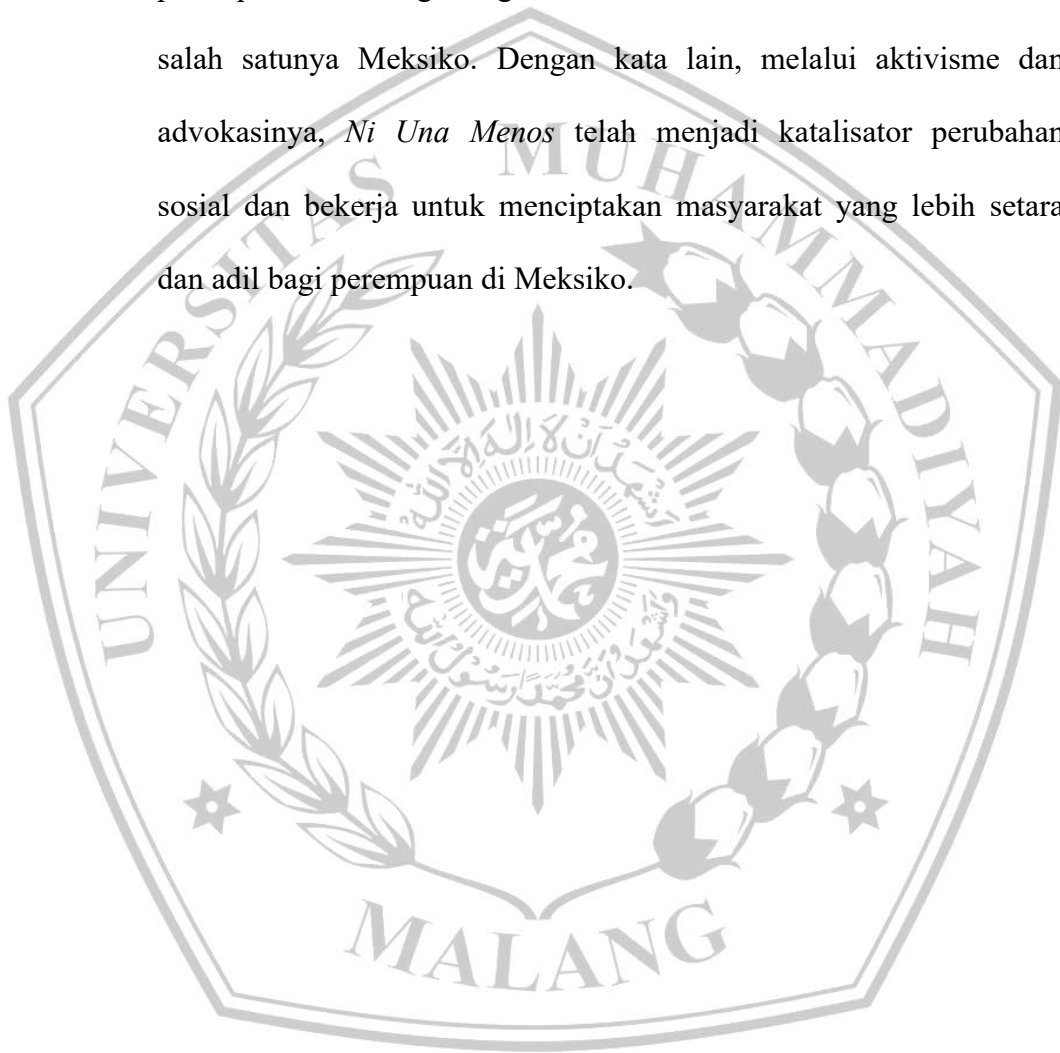 salah satunya Meksiko. Dengan kata lain, melalui aktivisme dan
advokasinya, Ni Una Menos telah menjadi katalisator perubahan
sosial dan bekerja untuk menciptakan masyarakat yang lebih setara
dan adil bagi perempuan di Meksiko.
UNIVERSITAS MUHAMMADIYAH
MALANG